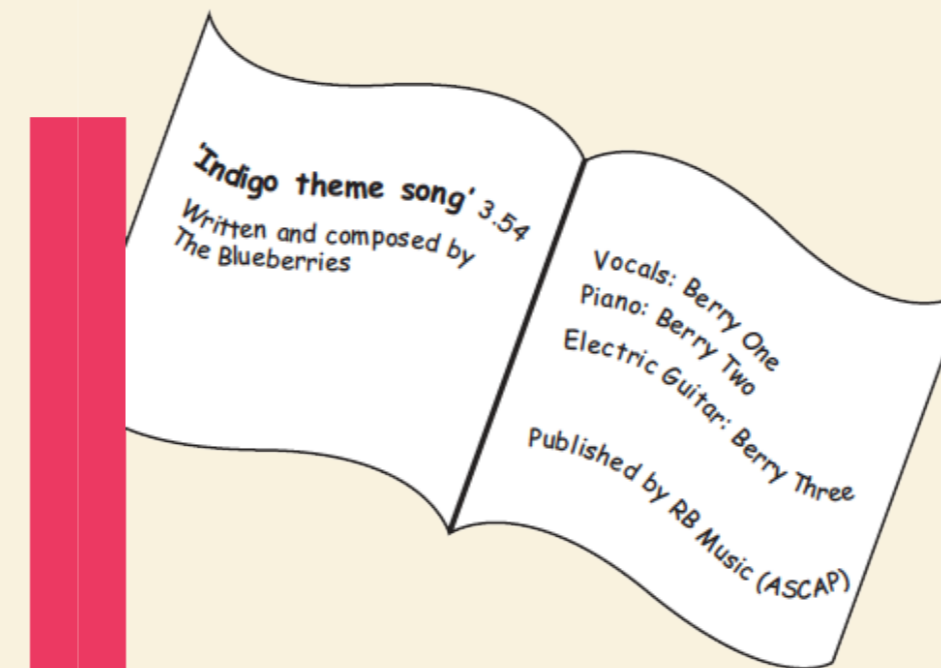 'Indigo theme song' 3.54
Written and composed by
The Blueberries
Vocals: Berry One
Piano: Berry Two
Electric Guitar: Berry Three
Published by RB Music (ASCAP)